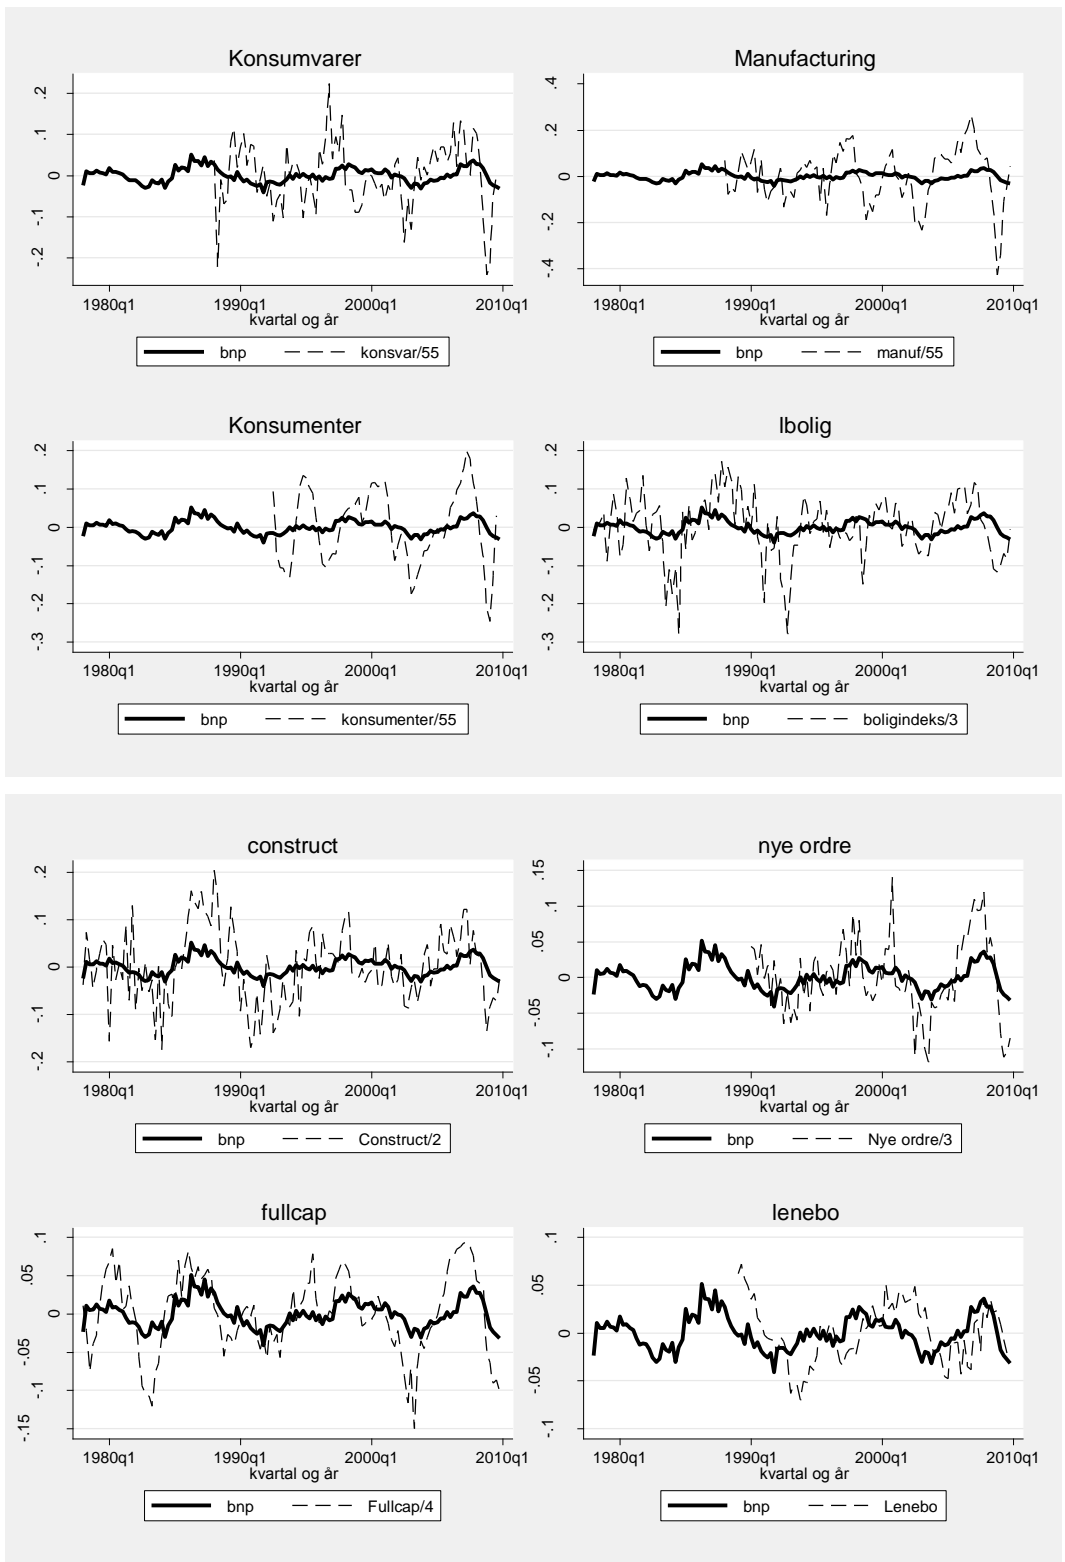 Konsumvarer
.2
.1
0
-.1
-.2
1980q1 1990q1 2000q1 2010q1
kvartal og år
bnp konsvar/55
Manufacturing
.4
.2
0
-.2
-.4
1980q1 1990q1 2000q1 2010q1
kvartal og år
bnp manuf/55
Konsumenter
.2
.1
0
-.1
-.2
-.3
1980q1 1990q1 2000q1 2010q1
kvartal og år
bnp konsumenter/55
Ibolig
.2
.1
0
-.1
-.2
-.3
1980q1 1990q1 2000q1 2010q1
kvartal og år
bnp boligindeks/3
construct
.2
.1
0
-.1
-.2
1980q1 1990q1 2000q1 2010q1
kvartal og år
bnp Construct/2
nye ordre
.15
.05
0
-.05
-.1
1980q1 1990q1 2000q1 2010q1
kvartal og år
bnp Nye ordre/3
fullcap
.1
.05
0
-.05
-.1
-.15
1980q1 1990q1 2000q1 2010q1
kvartal og år
bnp Fullcap/4
lenebo
.1
.05
0
-.05
-.1
1980q1 1990q1 2000q1 2010q1
kvartal og år
bnp Lenebo